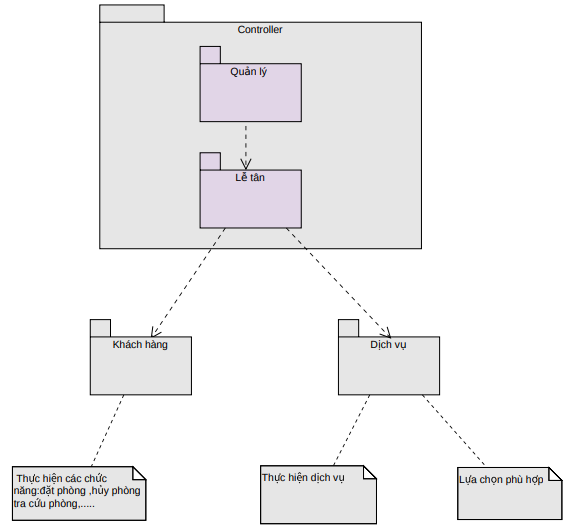 Controller
Quản lý
Lễ tân
Khách hàng
Dịch vụ
Thực hiện các chức
năng:đặt phòng ,hủy phòng
tra cứu phòng,.....
Thực hiện dịch vụ
Lựa chọn phù hợp